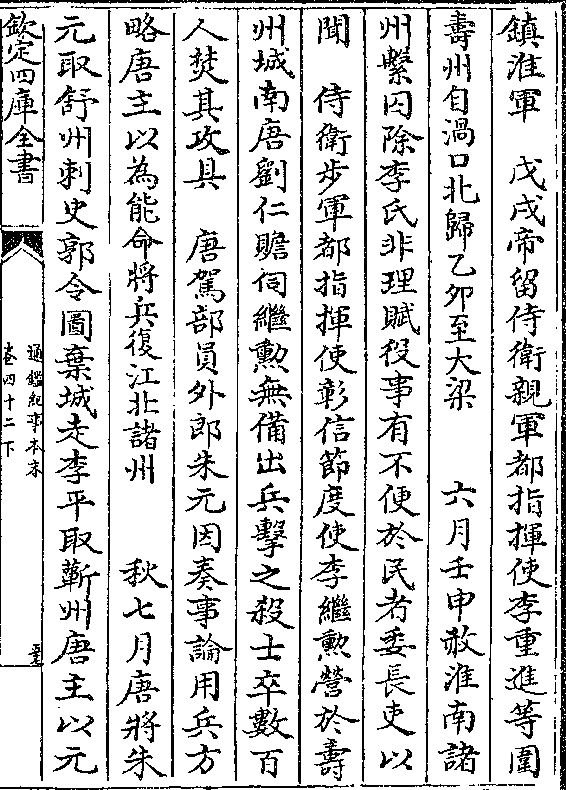 鎮淮軍　戊戌帝留侍衛親軍都指揮使李重進等圍
壽州自渦口北歸乙卯至大梁　　六月壬申赦淮南諸
州繫囚除李氏非理賦役事有不便於民者委長吏以
聞　侍衛步軍都指揮使彰信節度使李繼勲營於壽
州城南唐劉仁贍伺繼勲無備出兵擊之殺士卒數百
人焚其攻具　唐駕部員外郎朱元因奏事論用兵方
略唐主以為能命將兵復江北諸州　　秋七月唐將朱
元取舒州刺史郭令圖棄城走李平取蘄州唐主以元
欽定四庫全書
通鑑紀事本末
卷四十二下